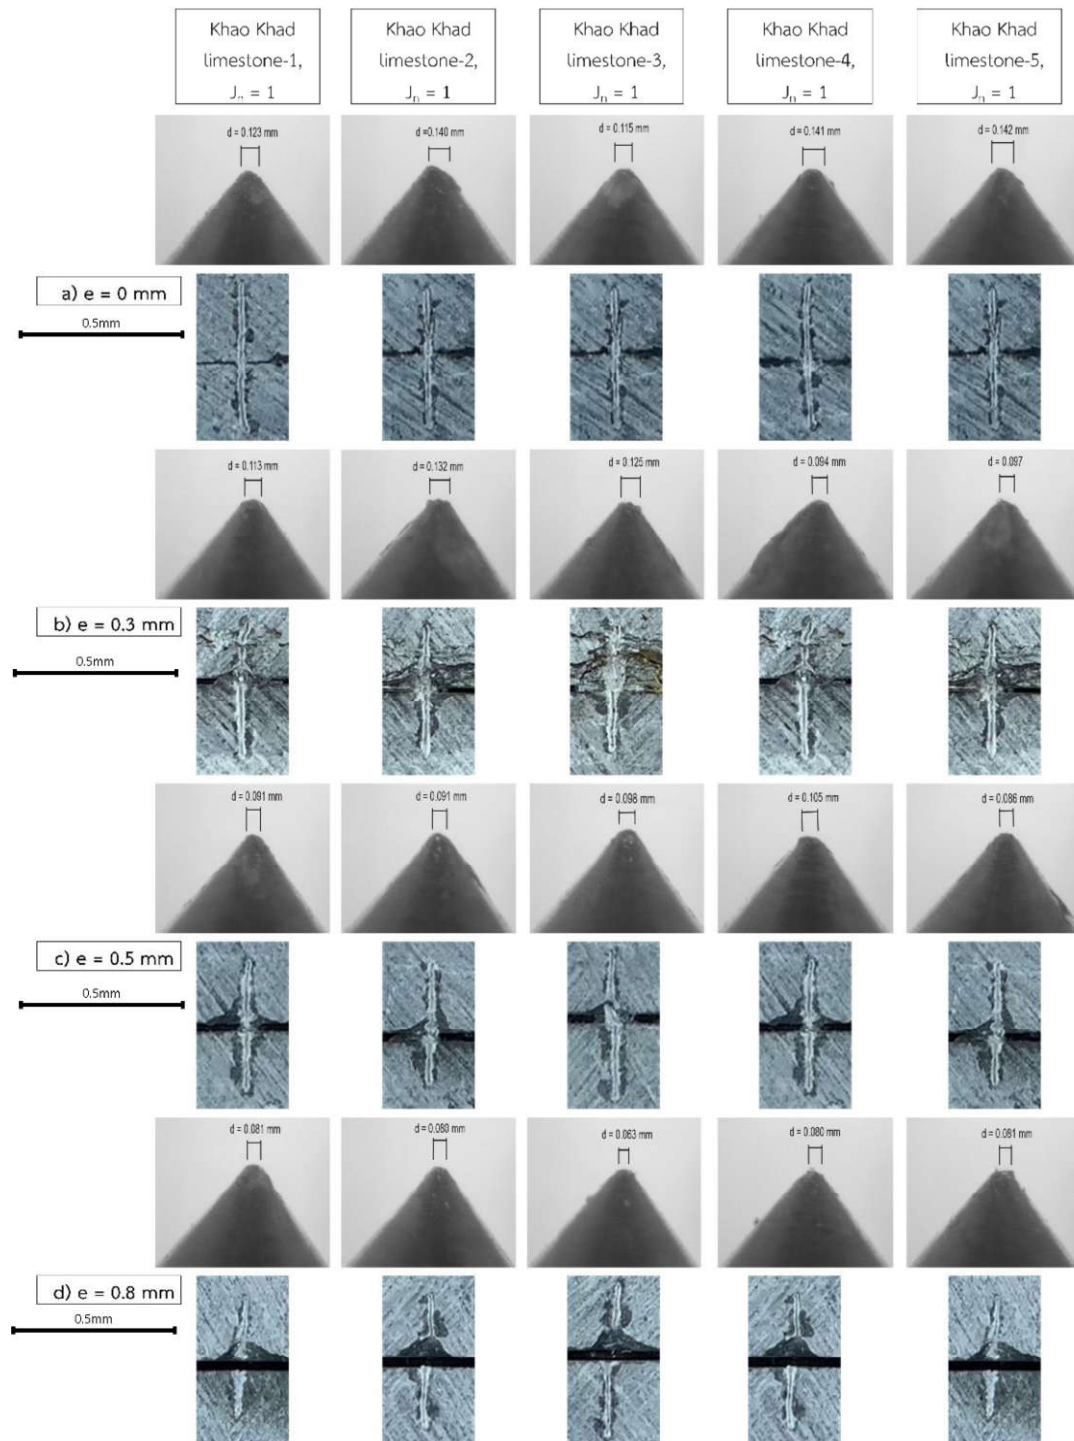 Khao Khad
limestone-1,
J,, = 1
Khao Khad
limestone-2,
Jn = 1
Khao Khad
limestone-3,
Jn = 1
Khao Khad
limestone-4,
Jn = 1
Khao Khad
limestone-5,
Jn = 1
d = 0.123 mm
d =0.140 mm
d = 0.115 mm
d = 0.141 mm
d = 0.142 mm
a) e = 0 mm
0.5mm
d = 0.113 mm
d = 0.132 mm
d = 0.125 mm
d = 0.094 mm
d = 0.097
b) e = 0.3 mm
0.5mm
d = 0.091 mm
d = 0.091 mm
d = 0.098 mm
d = 0.105 mm
d = 0.086 mm
c) e = 0.5 mm
0.5mm
d = 0.081 mm
d = 0.080 mm
d = 0.063 mm
d = 0.080 mm
d = 0.081 mm
d) e = 0.8 mm
0.5mm